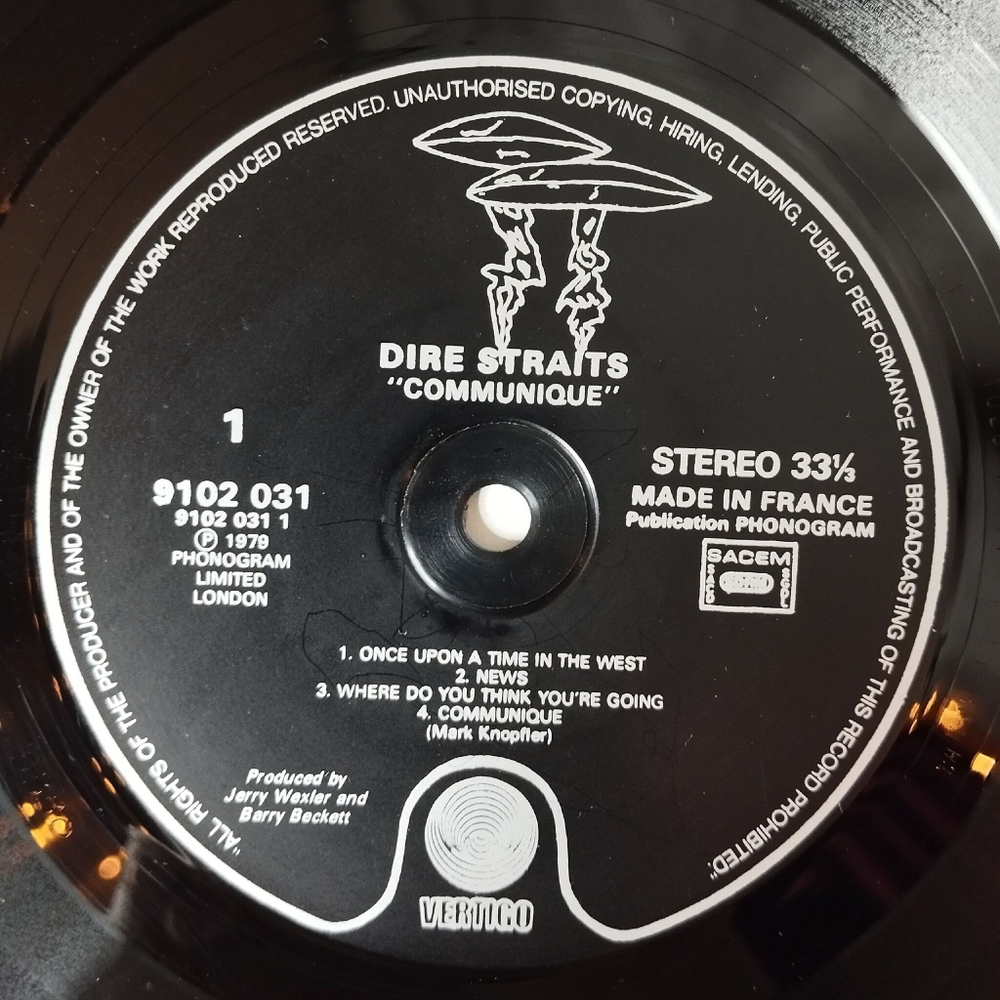 "ALL RIGHTS OF THE PRODUCER AND OF THE OWNER OF THE WORK REPRODUCED RESERVED. UNAUTHORISED COPYING, HIRING, LENDING, PUBLIC PERFORMANCE AND BROADCASTING OF THIS RECORD PROHIBITED."
DIRE STRAITS
"COMMUNIQUE"
1
9102 031
9102 031 1
Ⓟ 1979
PHONOGRAM
LIMITED
LONDON
STEREO 33⅓
MADE IN FRANCE
Publication PHONOGRAM
SACEM
SACD
SDRM
SGDL
1. ONCE UPON A TIME IN THE WEST
2. NEWS
3. WHERE DO YOU THINK YOU'RE GOING
4. COMMUNIQUE
(Mark Knopfler)
Produced by
Jerry Wexler and
Barry Beckett
VERTIGO